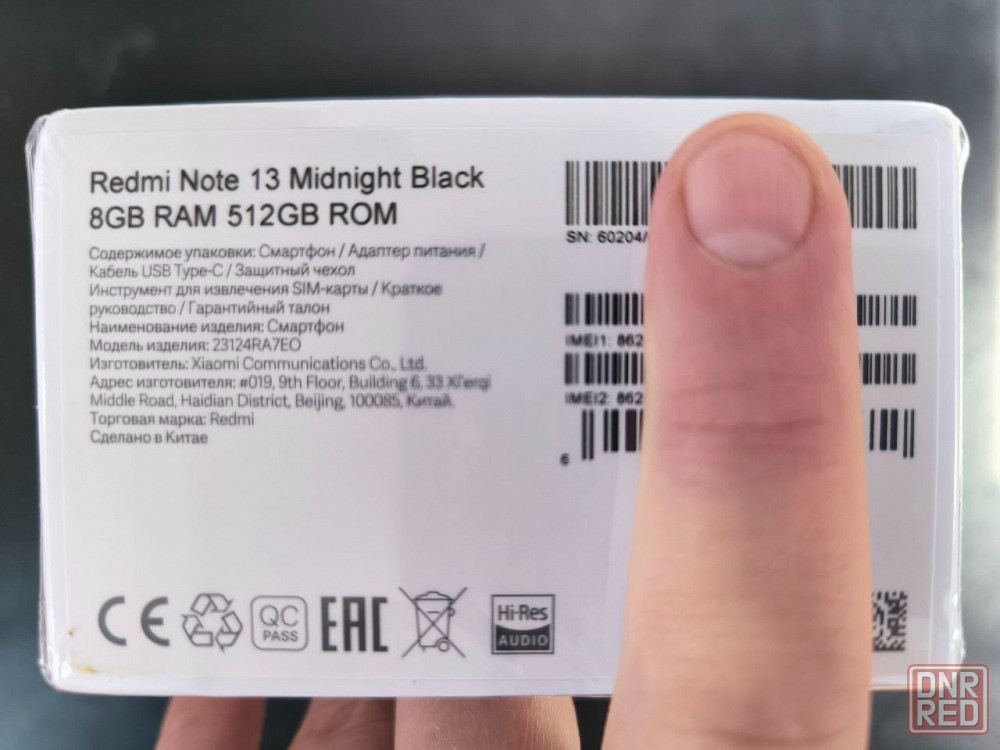 Redmi Note 13 Midnight Black
8GB RAM 512GB ROM
Содержимое упаковки: Смартфон / Адаптер питания /
Кабель USB Type-C / Защитный чехол
Инструмент для извлечения SIM-карты / Краткое
руководство / Гарантийный талон
Наименование изделия: Смартфон
Модель изделия: 23124RA7EO
Изготовитель: Xiaomi Communications Co., Ltd.
Адрес изготовителя: #019, 9th Floor, Building 6, 33 Xi'erqi
Middle Road, Haidian District, Beijing, 100085, Китай.
Торговая марка: Redmi
Сделано в Китае
SN: 60204/
IMEI1: 862
IMEI2: 862
6
CE
QC
PASS
EAC
Hi-Res
AUDIO
DNR
RED